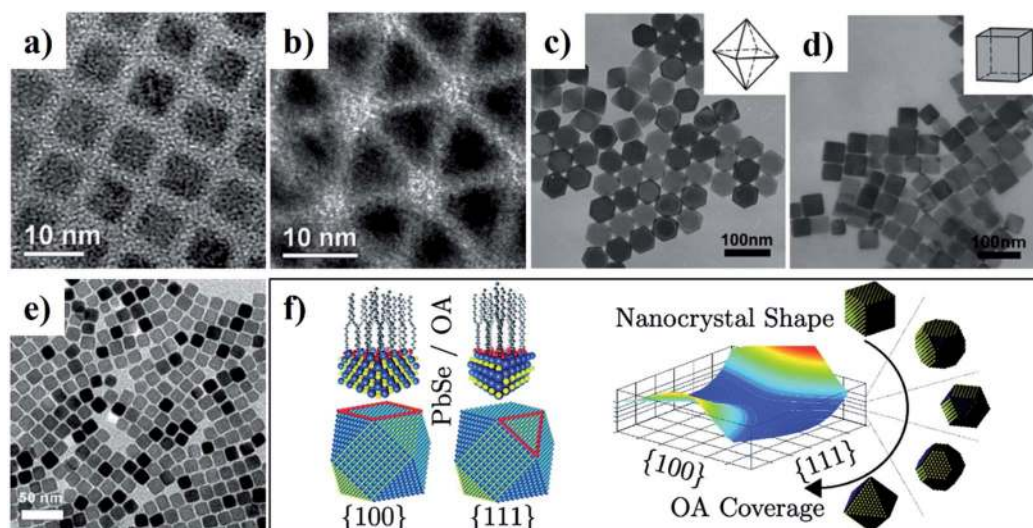 a)
10 nm
b)
10 nm
c)
100nm
d)
100nm
e)
50 nm
f)
PbSe / OA
{100}
{111}
Nanocrystal Shape
{100}
{111}
OA Coverage